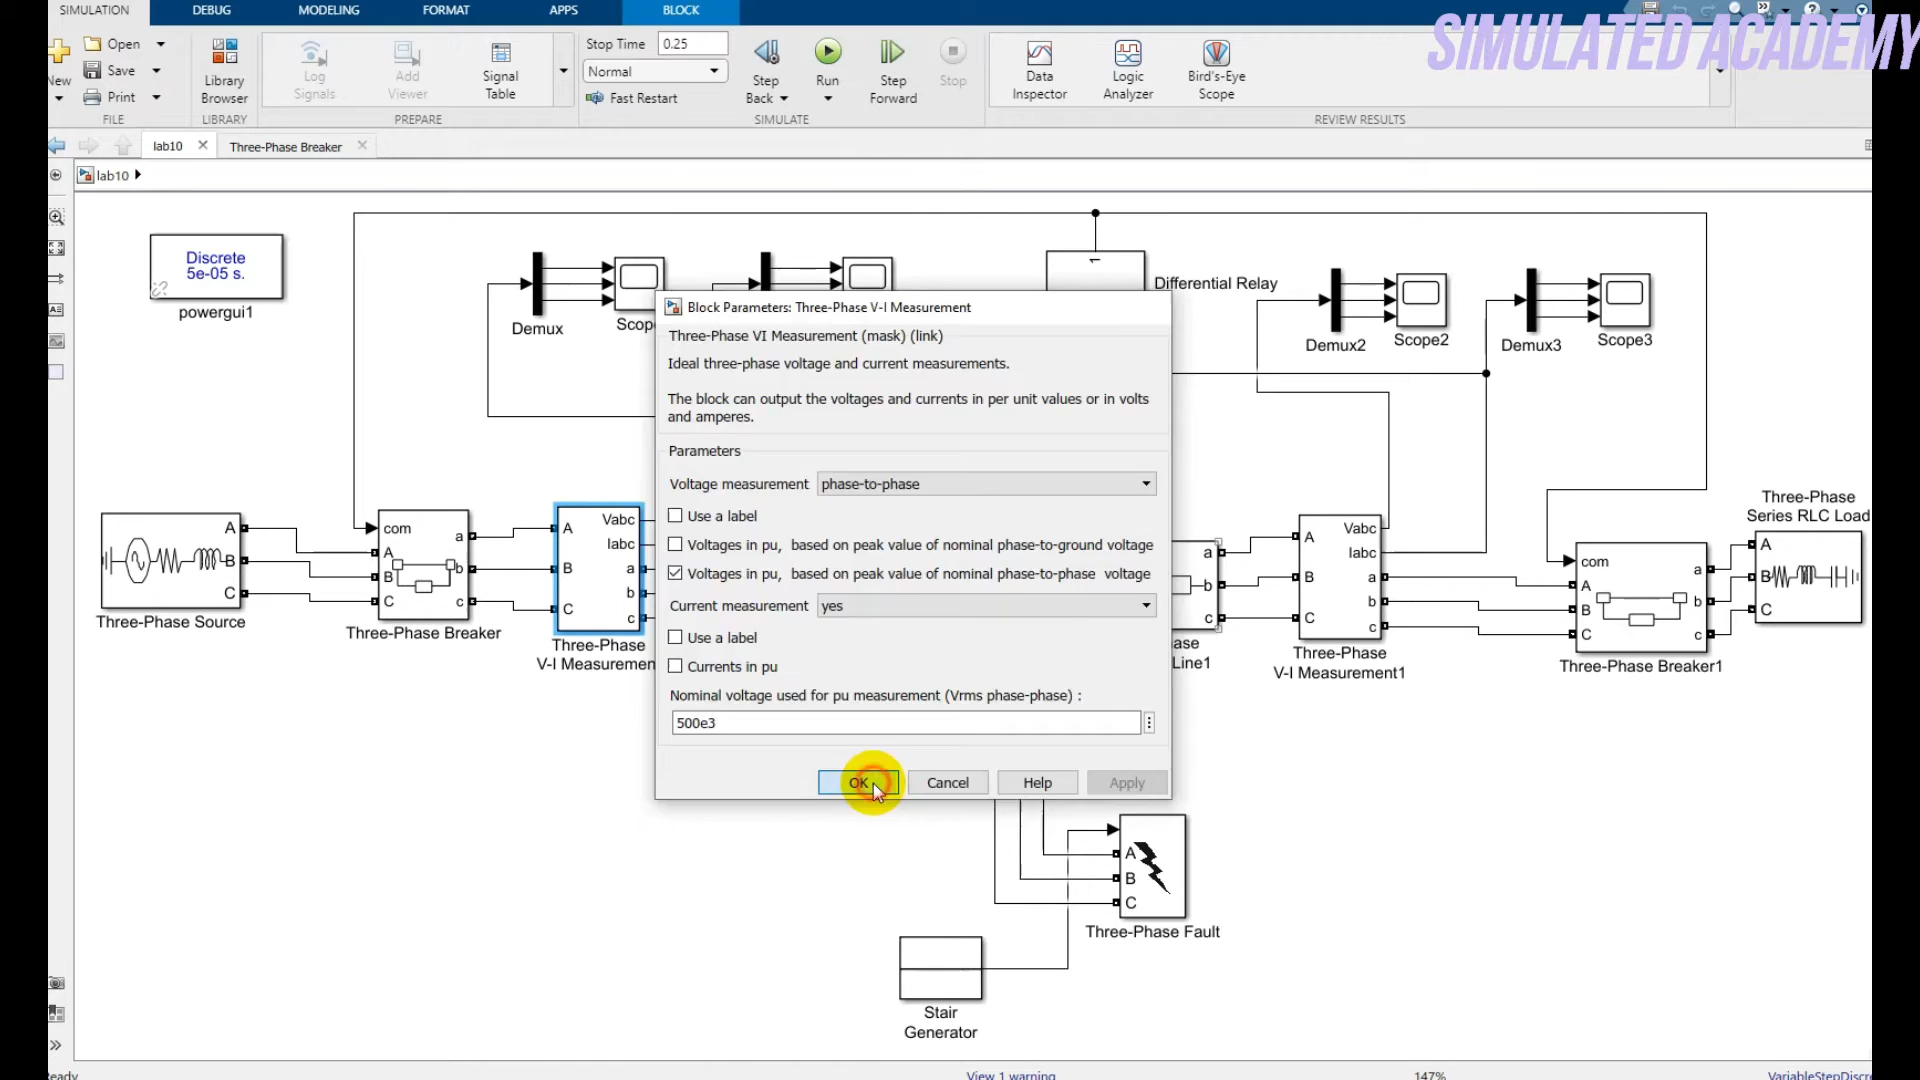 SIMULATION
DEBUG
MODELING
FORMAT
APPS
BLOCK
SIMULATED ACADEMY
New
Open
Save
Print
FILE
Library
Browser
LIBRARY
Log
Signals
Add
Viewer
Signal
Table
PREPARE
Stop Time 0.25
Normal
Fast Restart
Step
Back
Run
Step
Forward
Stop
SIMULATE
Data
Inspector
Logic
Analyzer
Bird's-Eye
Scope
REVIEW RESULTS
lab10
Three-Phase Breaker
lab10
Discrete
5e-05 s.
powergui1
Demux
Differential Relay
Demux2
Scope2
Demux3
Scope3
Block Parameters: Three-Phase V-I Measurement
Three-Phase VI Measurement (mask) (link)
Ideal three-phase voltage and current measurements.
The block can output the voltages and currents in per unit values or in volts
and amperes.
Parameters
Voltage measurement phase-to-phase
Use a label
Voltages in pu, based on peak value of nominal phase-to-ground voltage
Voltages in pu, based on peak value of nominal phase-to-phase voltage
Current measurement yes
Use a label
Currents in pu
Nominal voltage used for pu measurement (Vrms phase-phase) :
500e3
OK
Cancel
Help
Apply
A
B
C
Three-Phase Source
com
A
B
C
a
b
c
Three-Phase Breaker
A
B
C
Vabc
Iabc
a
b
c
Three-Phase
V-I Measuremen
a
b
c
ase
Line1
A
B
C
Vabc
Iabc
a
b
c
Three-Phase
V-I Measurement1
com
A
B
C
a
b
c
Three-Phase Breaker1
Three-Phase
Series RLC Load
A
B
C
A
B
C
Three-Phase Fault
Stair
Generator
View 1 warning
147%
VariableStepDiscre